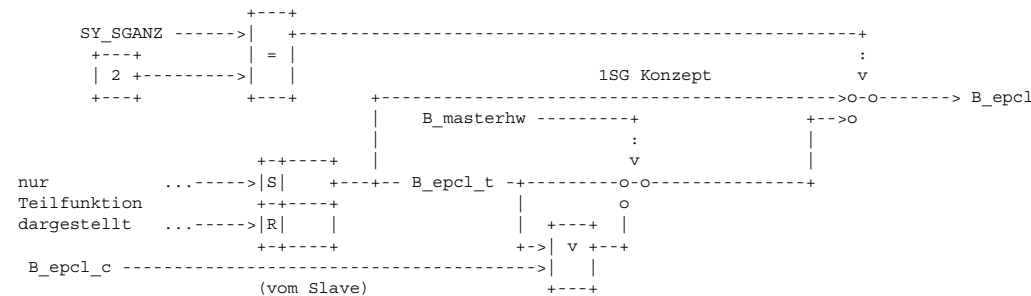 SY_SGANZ
=
2
1SG Konzept
v
B_epcl
B_masterhw
v
nur ... S B_epcl_t
Teilfunktion
dargestellt ... R
v
B_epcl_c
(vom Slave)